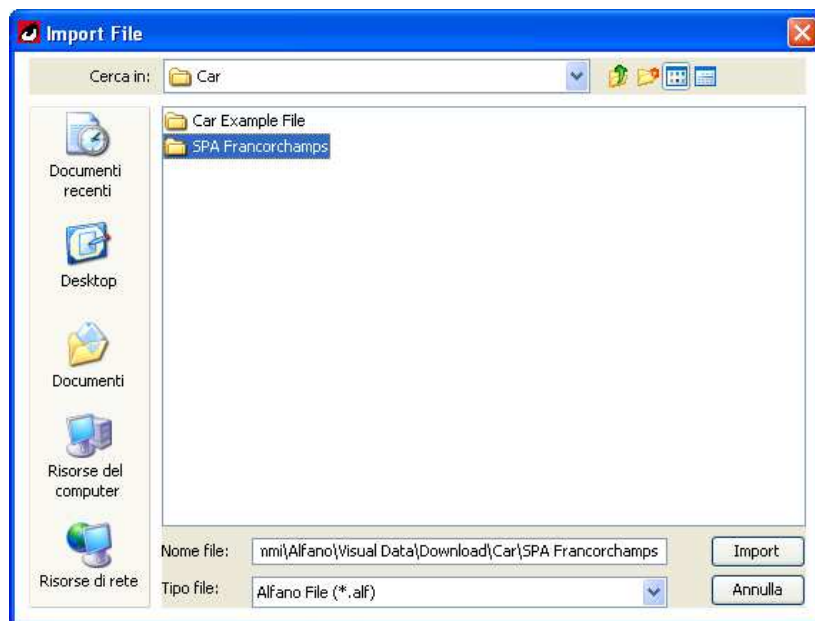 Import File
Cerca in:
Car
Car Example File
SPA Francorchamps
Documenti
recenti
Desktop
Documenti
Risorse del
computer
Risorse di rete
Nome file:
nmi\Alfano\Visual Data\Download\Car\SPA Francorchamps
Import
Tipo file:
Alfano File (*.alf)
Annulla